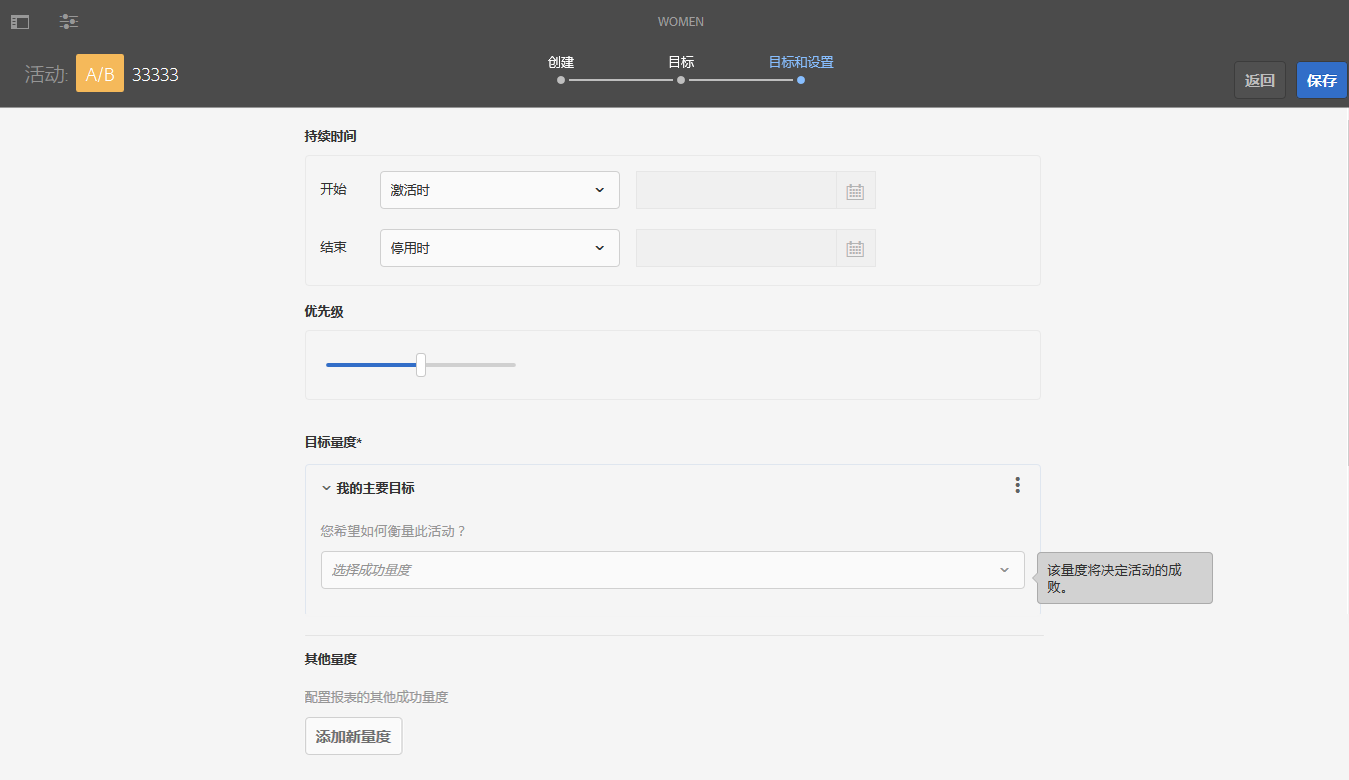 WOMEN
活动: A/B 33333
创建
目标
目标和设置
返回
保存
持续时间
开始
激活时
结束
停用时
优先级
目标量度*
我的主要目标
您希望如何衡量此活动？
选择成功量度
该量度将决定活动的成
败。
其他量度
配置报表的其他成功量度
添加新量度